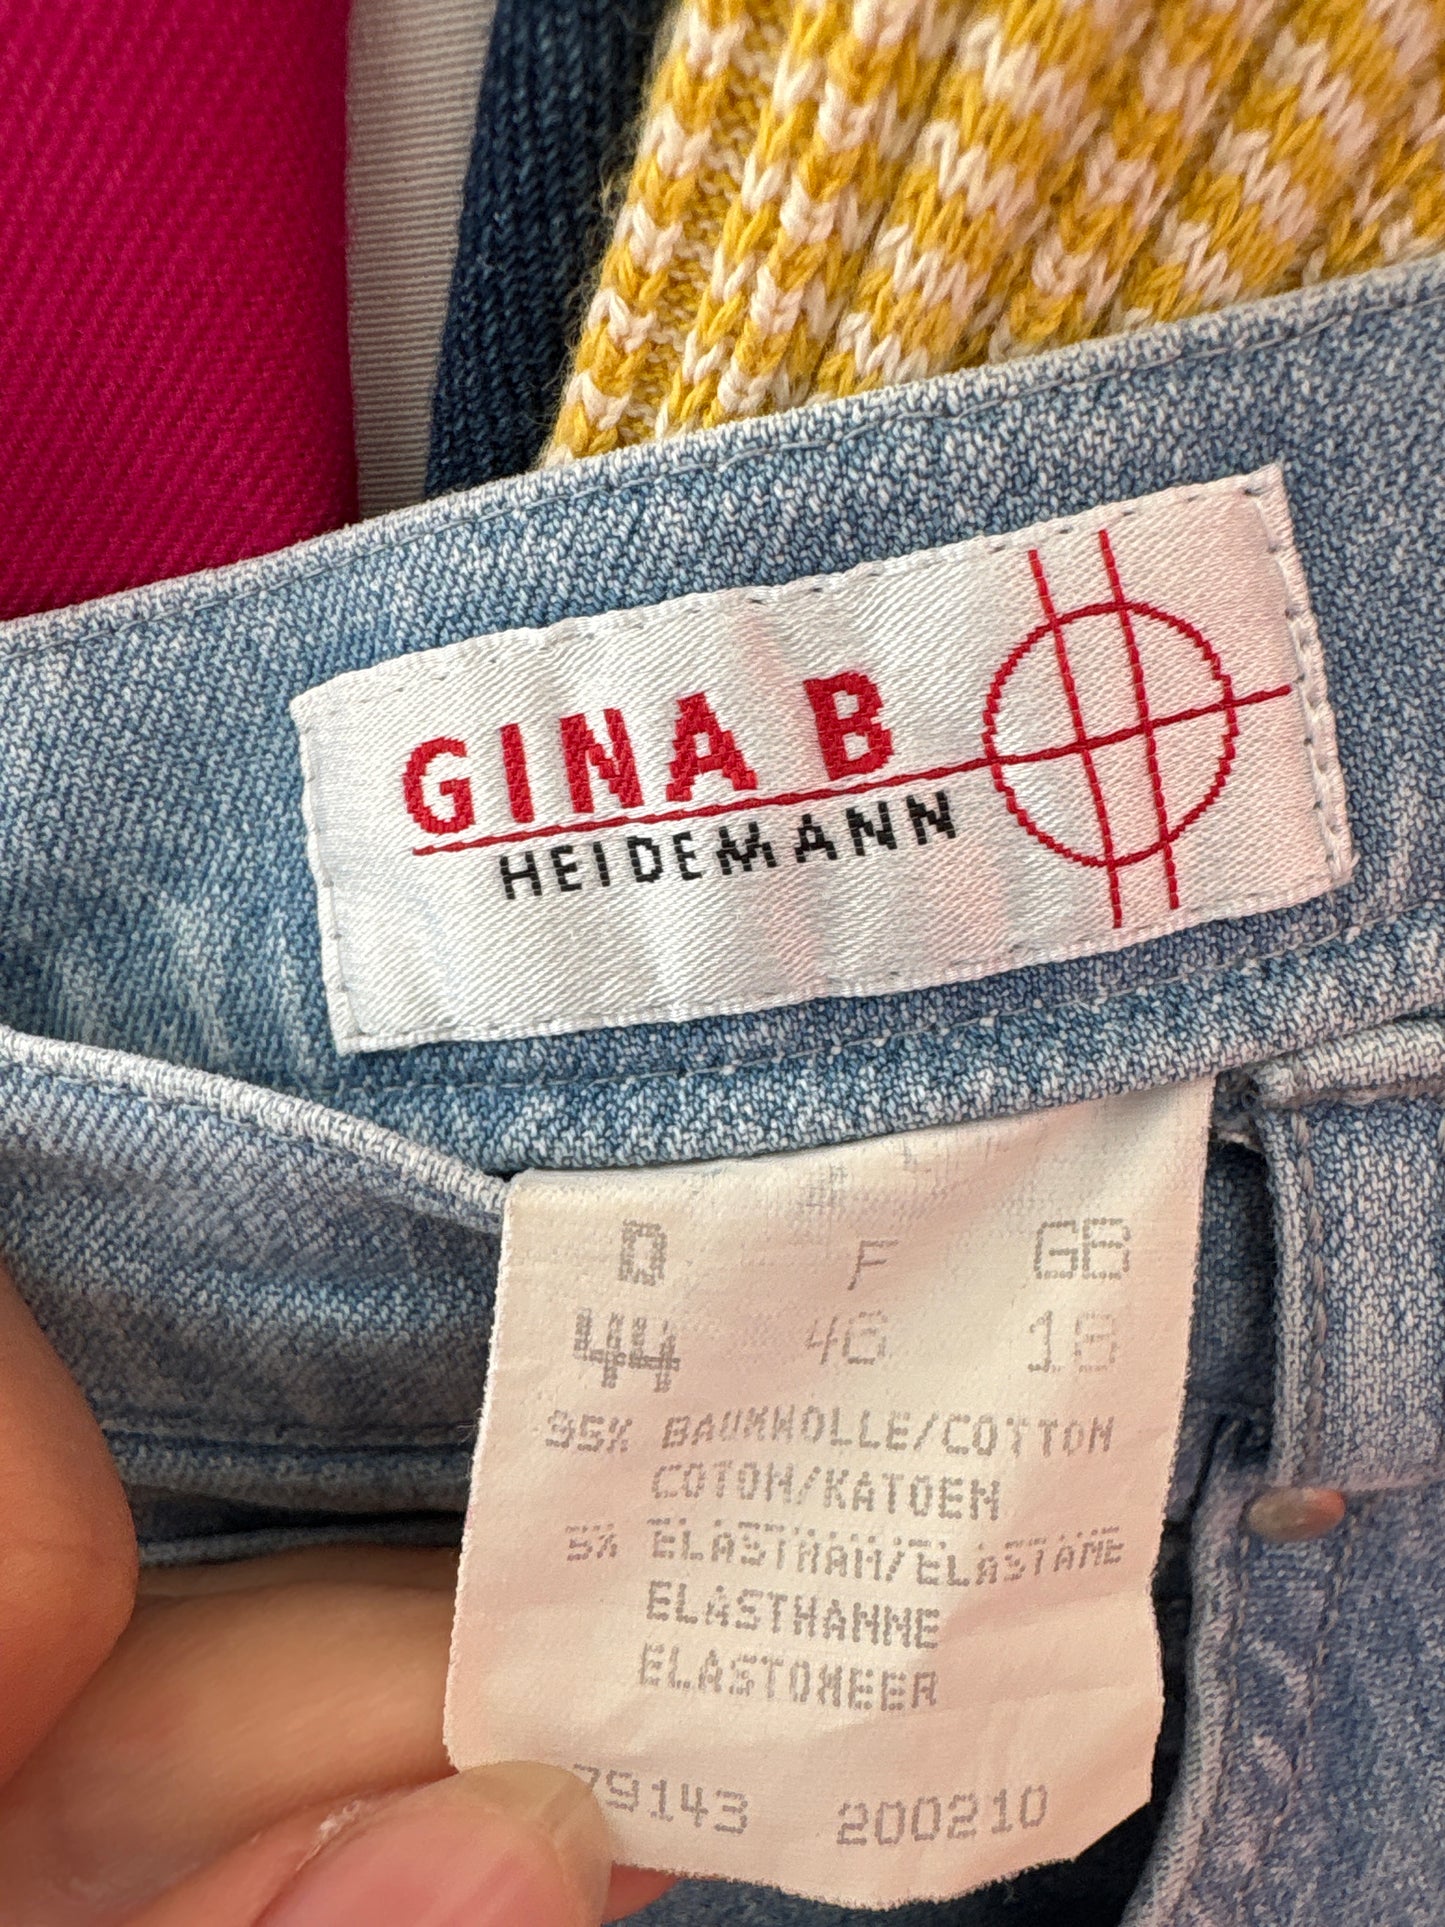 GINA B
HEIDEMANN
D F GB
44 46 18
95% BAUMWOLLE/COTTON
COTON/KATOEN
5% ELASTHAN/ELASTANE
ELASTHANNE
ELASTOMEER
79143 200210